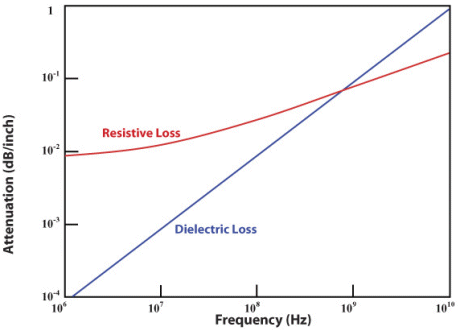 1
10⁻¹
10⁻²
10⁻³
10⁻⁴
Attenuation (dB/inch)
Resistive Loss
Dielectric Loss
10⁶ 10⁷ 10⁸ 10⁹ 10¹⁰
Frequency (Hz)